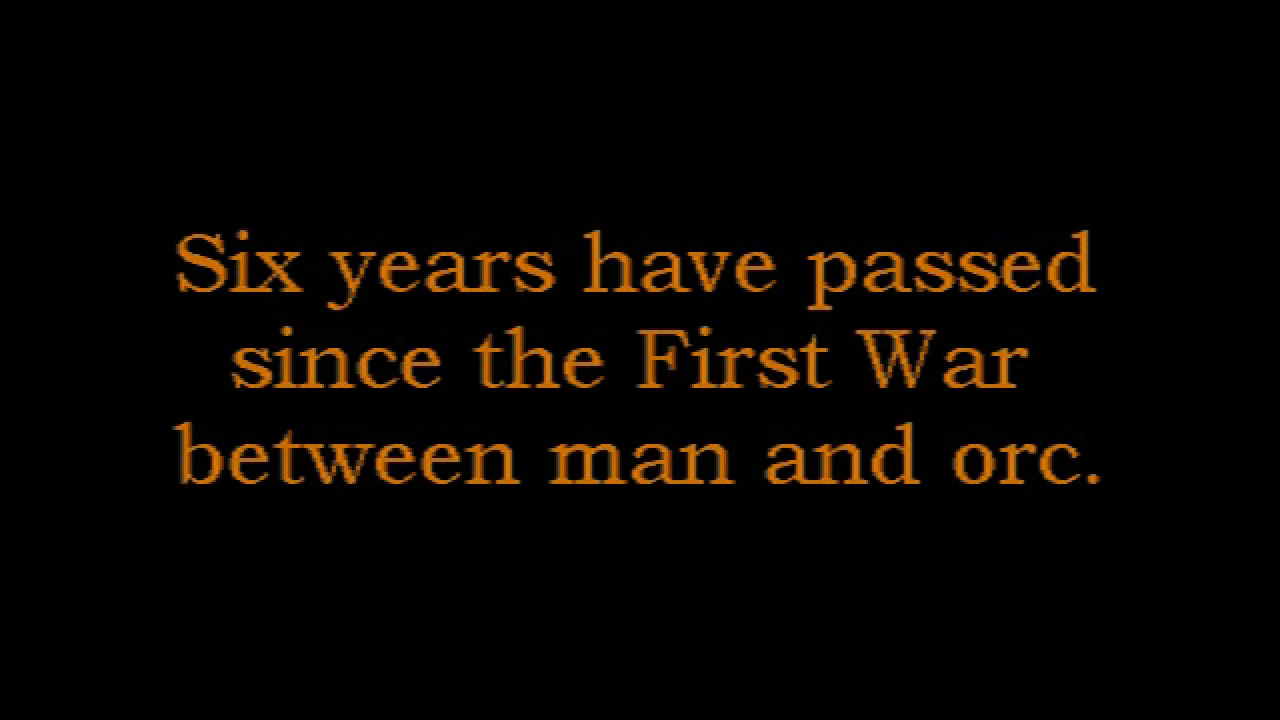 Six years have passed
since the First War
between man and orc.